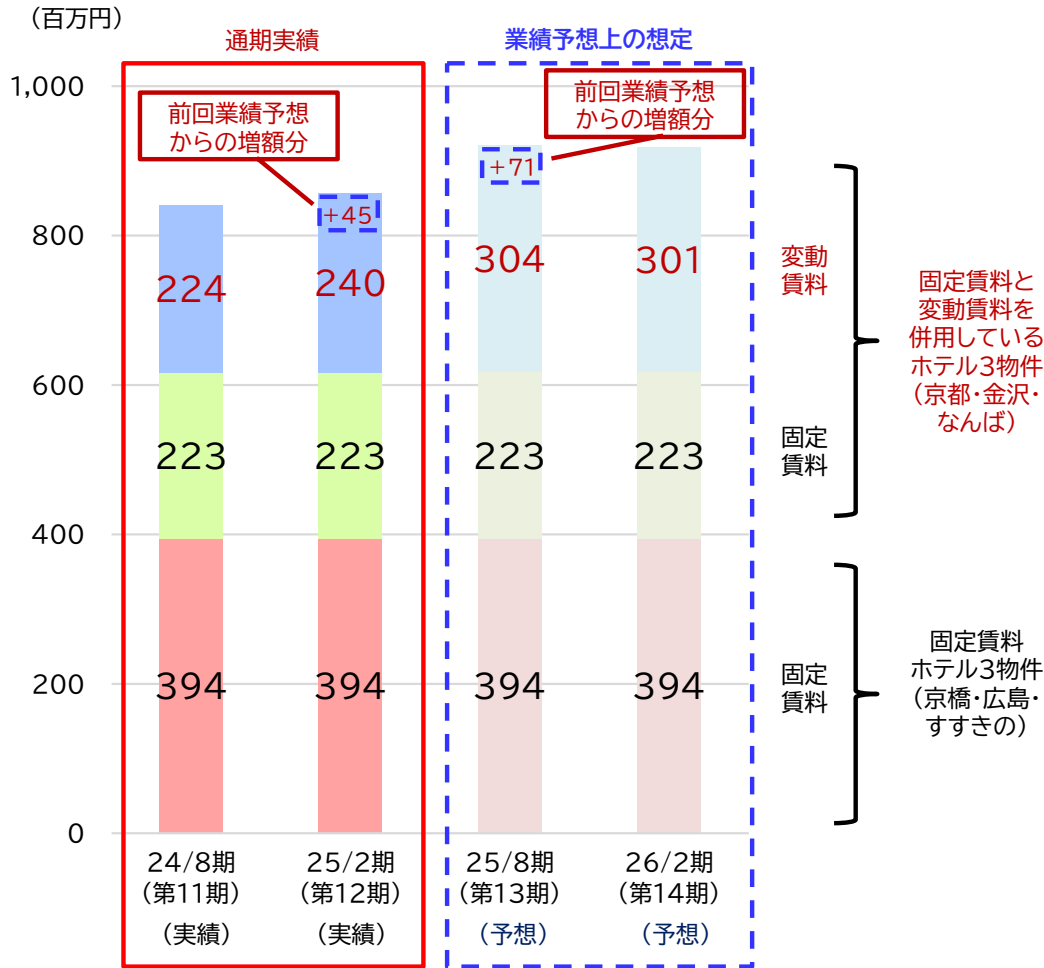 （百万円）
通期実績
業績予想上の想定
1,000
800
600
400
200
0
前回業績予想
からの増額分
前回業績予想
からの増額分
+45
+71
224
240
304
301
223
223
223
223
394
394
394
394
変動
賃料
固定
賃料
固定
賃料
固定賃料と
変動賃料を
併用している
ホテル3物件
（京都・金沢・
なんば）
固定賃料
ホテル3物件
（京橋・広島・
すすきの）
24/8期
（第11期）
（実績）
25/2期
（第12期）
（実績）
25/8期
（第13期）
（予想）
26/2期
（第14期）
（予想）